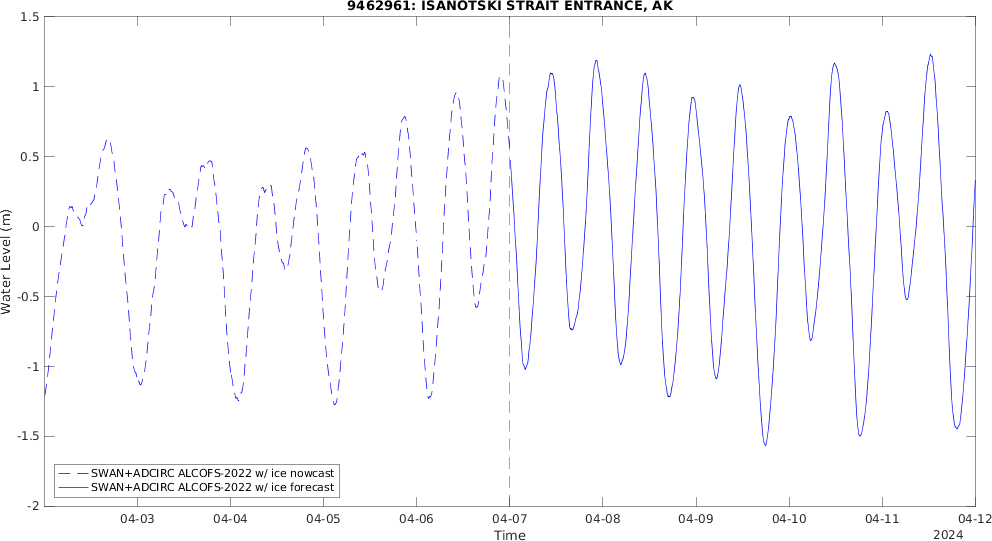 9462961: ISANOTSKI STRAIT ENTRANCE, AK
1.5
1
0.5
0
-0.5
-1
-1.5
-2
Water Level (m)
SWAN+ADCIRC ALCOFS-2022 w/ ice nowcast
SWAN+ADCIRC ALCOFS-2022 w/ ice forecast
04-03 04-04 04-05 04-06 04-07 04-08 04-09 04-10 04-11 04-12
Time
2024